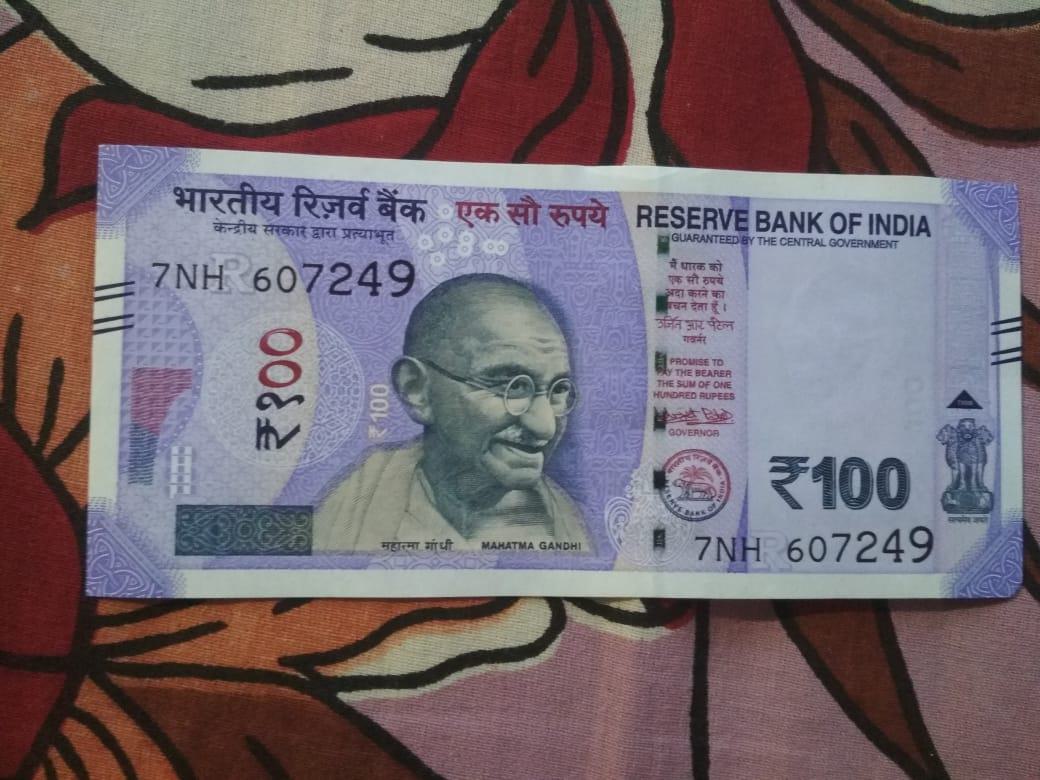 भारतीय रिज़र्व बैंक
केन्द्रीय सरकार द्वारा प्रत्याभूत
एक सौ रुपये
RESERVE BANK OF INDIA
GUARANTEED BY THE CENTRAL GOVERNMENT
7NH 607249
₹१००
₹100
मैं धारक को
एक सौ रुपये
अदा करने का
वचन देता हूँ।
उर्जित आर पटेल
गवर्नर
PROMISE TO
PAY THE BEARER
THE SUM OF ONE
HUNDRED RUPEES
GOVERNOR
भारतीय रिज़र्व बैंक
RESERVE BANK OF INDIA
₹100
सत्यमेव जयते
महात्मा गांधी
MAHATMA GANDHI
7NH 607249